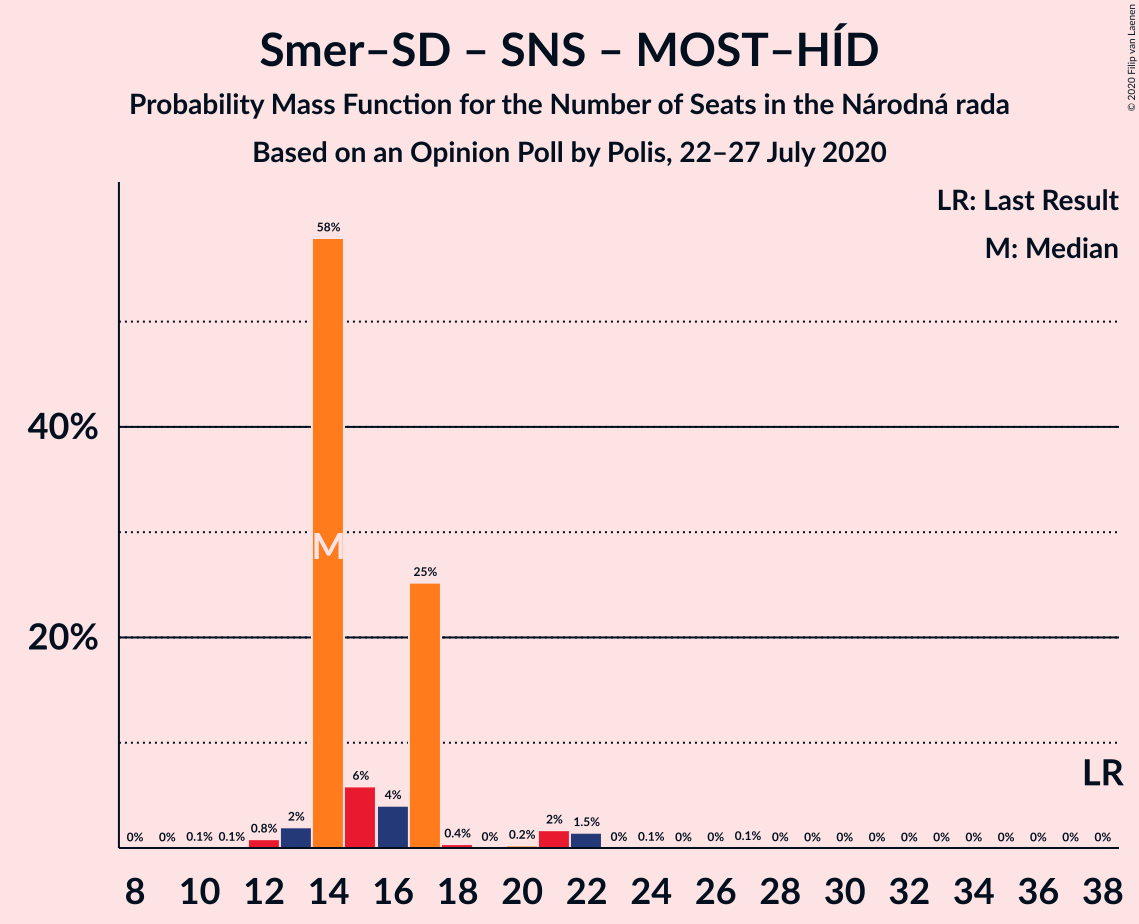 Smer–SD – SNS – MOST–HÍD
Probability Mass Function for the Number of Seats in the Národná rada
Based on an Opinion Poll by Polis, 22–27 July 2020
© 2020 Filip van Laenen
LR: Last Result
M: Median
58%
40%
M
25%
20%
LR
0% 0% 0.1% 0.1% 0.8% 2% 6% 4% 0.4% 0% 0.2% 2% 1.5% 0% 0.1% 0% 0% 0.1% 0% 0% 0% 0% 0% 0% 0% 0% 0% 0% 0%
8 10 12 14 16 18 20 22 24 26 28 30 32 34 36 38